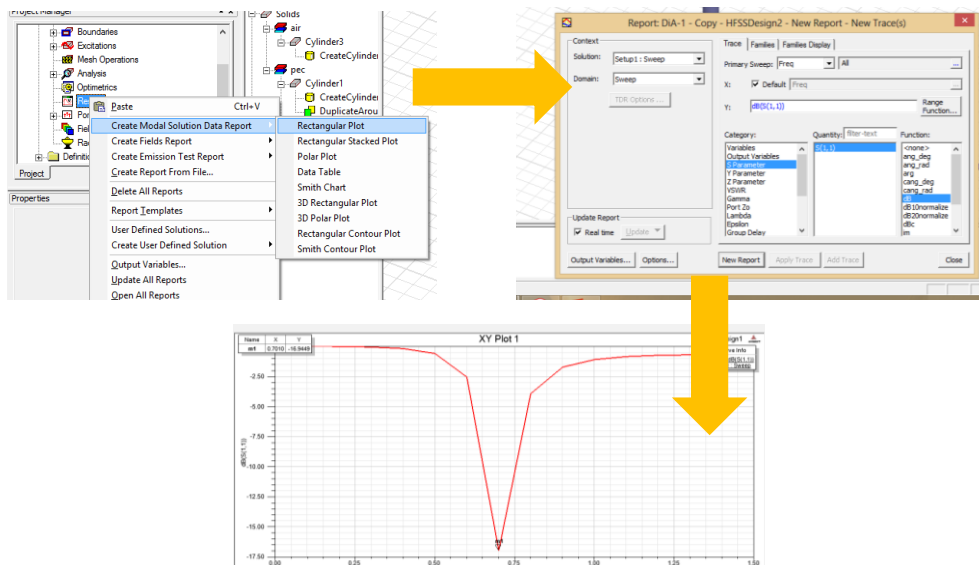 Project Manager
Boundaries
Excitations
Mesh Operations
Analysis
Optimetrics
Definitio
Project
Properties
Paste Ctrl+V
Create Modal Solution Data Report
Create Fields Report
Create Emission Test Report
Create Report From File...
Delete All Reports
Report Templates
User Defined Solutions...
Create User Defined Solution
Output Variables...
Update All Reports
Open All Reports
Rectangular Plot
Rectangular Stacked Plot
Polar Plot
Data Table
Smith Chart
3D Rectangular Plot
3D Polar Plot
Rectangular Contour Plot
Smith Contour Plot
Solids
air
Cylinder3
CreateCylinder
pec
Cylinder1
CreateCylinder
DuplicateArou
Report: DiA-1 - Copy - HFSSDesign2 - New Report - New Trace(s)
Context
Solution: Setup1 : Sweep
Domain: Sweep
TDR Options ...
Update Report
Real time Update
Output Variables... Options...
Trace Families Families Display
Primary Sweep: Freq All ...
X: Default Freq ...
Y: dB(S(1,1)) Range Function...
Category: Quantity: filter-text Function:
Variables
Output Variables
S Parameter
Y Parameter
Z Parameter
VSWR
Gamma
Port Zo
Lambda
Epsilon
Group Delay
S(1,1)
<none>
ang_deg
ang_rad
arg
cang_deg
cang_rad
dB
dB10normalize
dB20normalize
dBc
im
New Report Apply Trace Add Trace Close
XY Plot 1
Name X Y
m1 0.7010 -16.9449
dB(S(1,1))
Sweep
dB(S(1,1))
-2.50
-5.00
-7.50
-10.00
-12.50
-15.00
-17.50
0.00 0.25 0.50 0.75 1.00 1.25 1.50